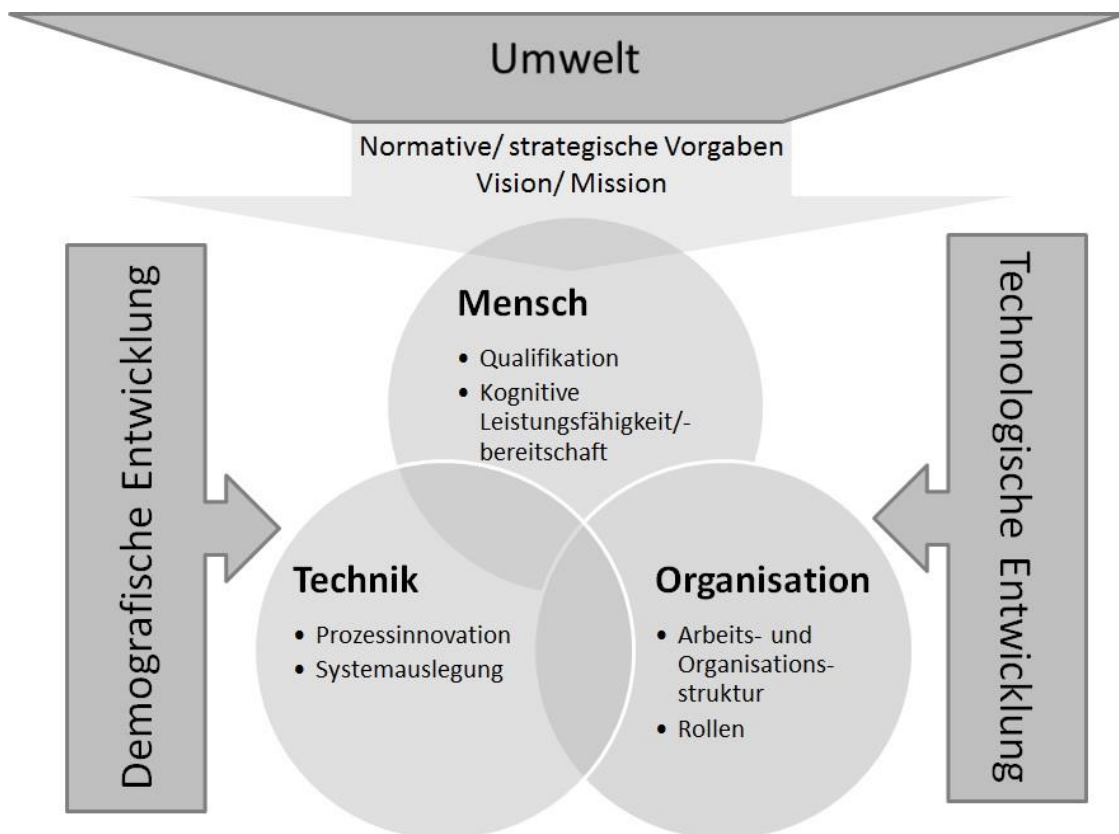 Umwelt
Normative/ strategische Vorgaben
Vision/ Mission
Demografische Entwicklung
Mensch
• Qualifikation
• Kognitive
Leistungsfähigkeit/-
bereitschaft
Technik
• Prozessinnovation
• Systemauslegung
Organisation
• Arbeits- und
Organisations-
struktur
• Rollen
Technologische Entwicklung